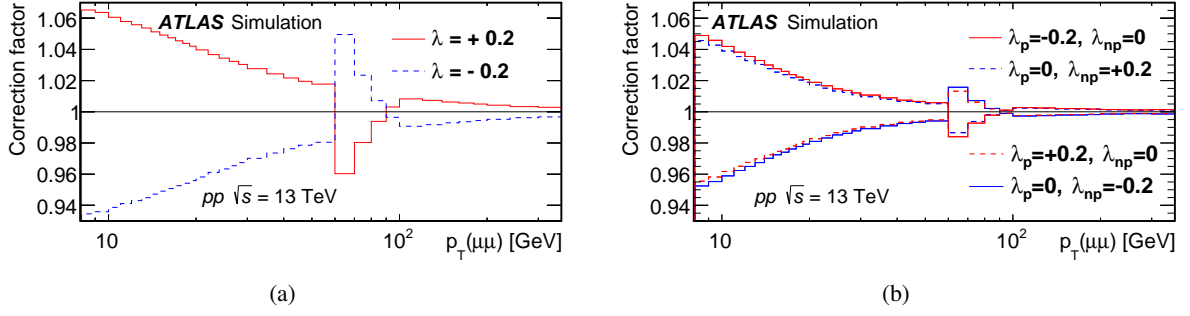 ATLAS Simulation
λ = + 0.2
λ = - 0.2
pp √s = 13 TeV
Correction factor
1.06
1.04
1.02
1
0.98
0.96
0.94
10
10²
p_T(μμ) [GeV]
(a)
ATLAS Simulation
λ_p=-0.2, λ_np=0
λ_p=0, λ_np=+0.2
λ_p=+0.2, λ_np=0
λ_p=0, λ_np=-0.2
pp √s = 13 TeV
Correction factor
1.06
1.04
1.02
1
0.98
0.96
0.94
10
10²
p_T(μμ) [GeV]
(b)